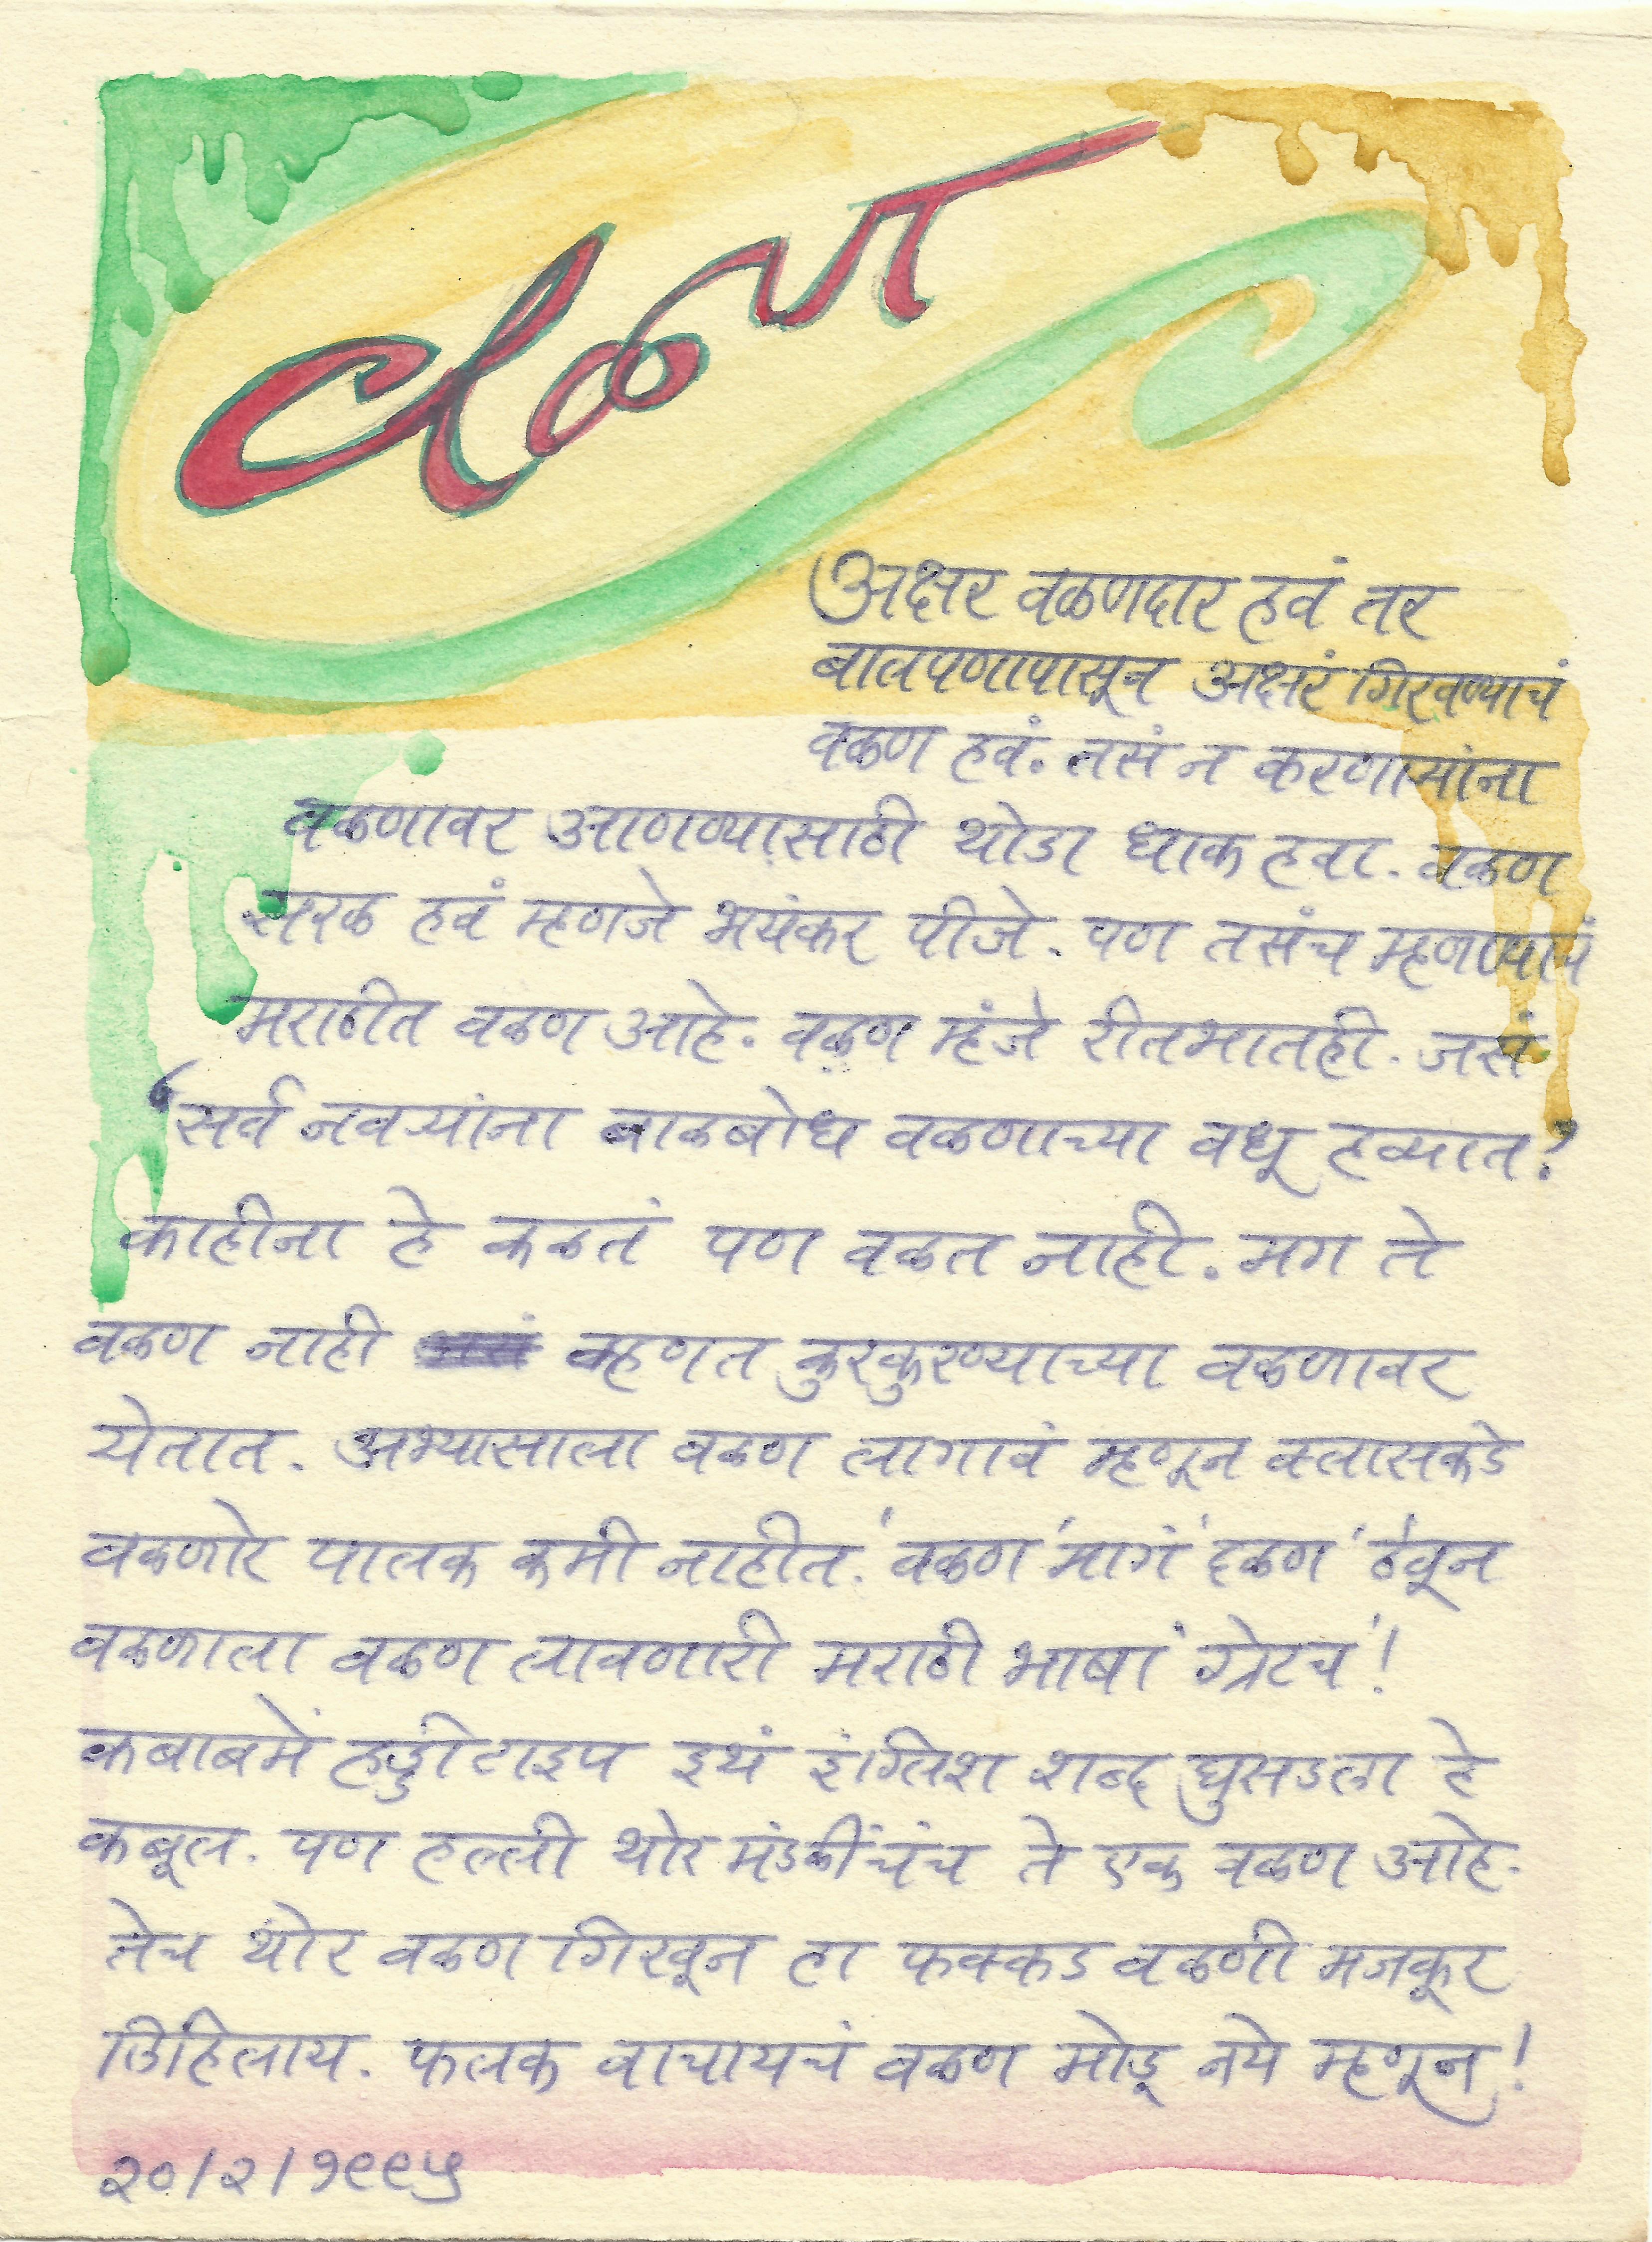 वळण
अक्षर वळणदार हवं तर
बालपणापासून अक्षरं गिरवण्याचं
वळण हवं. तसं न करणाऱ्यांना
वळणावर आणण्यासाठी थोडा धाक हवा. वळण
सरळ हवं म्हणजे भयंकर पीजे. पण तसंच म्हणण्याचं
मराठीत वळण आहे. वळण म्हंजे रीतभातही. जसं
'सर्व नवऱ्यांना बाळबोध वळणाच्या वधू हव्यात?
काहीना हे कळतं पण वळत नाही. मग ते
वळण नाही म्हणत कुरकुरण्याच्या वळणावर
येतात. अभ्यासाला वळण लागावं म्हणून क्लासकडे
वळणारे पालक कमी नाहीत. 'वळण' मागं 'दळण' ठेवून
वळणाला वळण लावणारी मराठी भाषा 'ग्रेटच'!
कबाबमें हड्डी टाइप इथं इंग्लिश शब्द घुसडला हे
कबूल. पण हल्ली थोर मंडळींचंच ते एक वळण आहे.
तेच थोर वळण गिरवून हा फक्कड वळणी मजकूर
लिहिलाय. फलक वाचायचं वळण मोडू नये म्हणून!
२०/२/१९९५